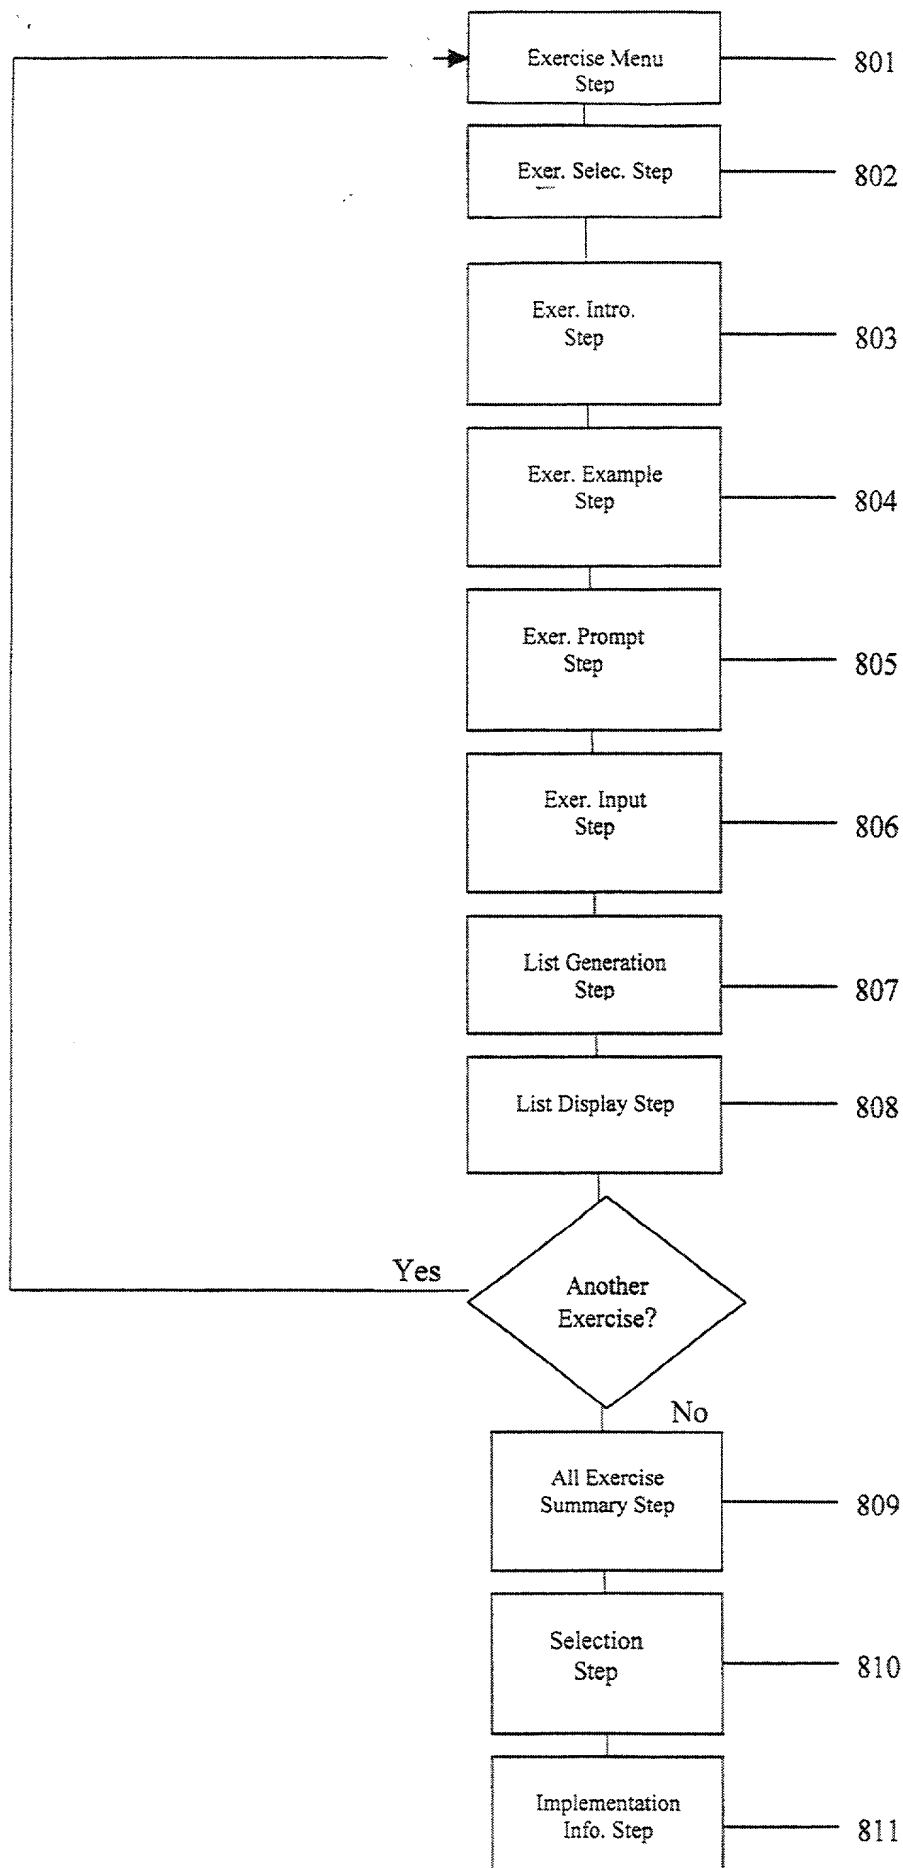 Exercise Menu
Step
801
Exer. Selec. Step
802
Exer. Intro.
Step
803
Exer. Example
Step
804
Exer. Prompt
Step
805
Exer. Input
Step
806
List Generation
Step
807
List Display Step
808
Yes
Another
Exercise?
No
All Exercise
Summary Step
809
Selection
Step
810
Implementation
Info. Step
811